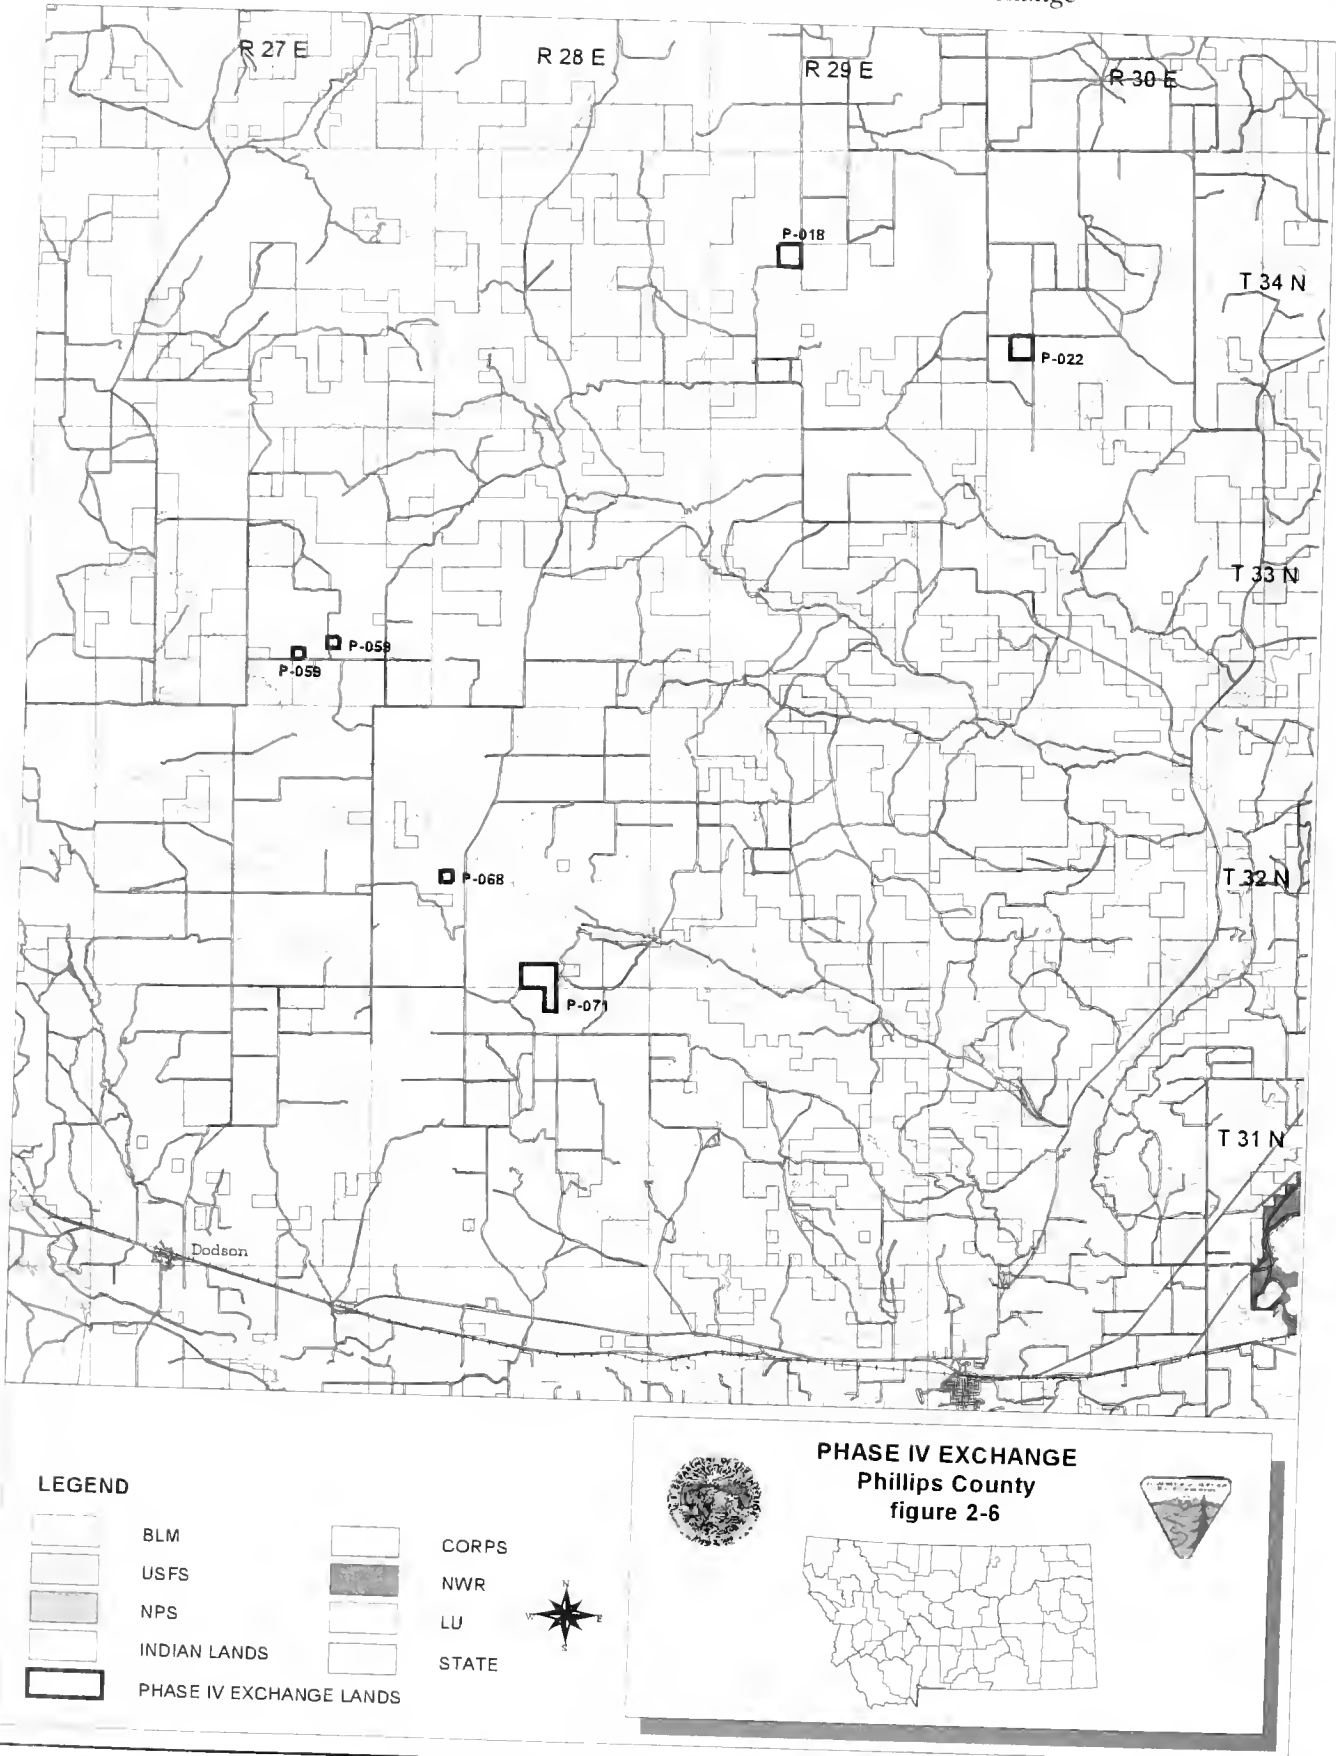 R 27 E
R 28 E
R 29 E
R 30 E
P-018
T 34 N
P-022
T 33 N
P-059
P-059
T 32 N
P-068
P-071
T 31 N
Dodson
LEGEND
BLM
USFS
NPS
INDIAN LANDS
PHASE IV EXCHANGE LANDS
CORPS
NWR
LU
STATE
N
W
E
S
PHASE IV EXCHANGE
Phillips County
figure 2-6